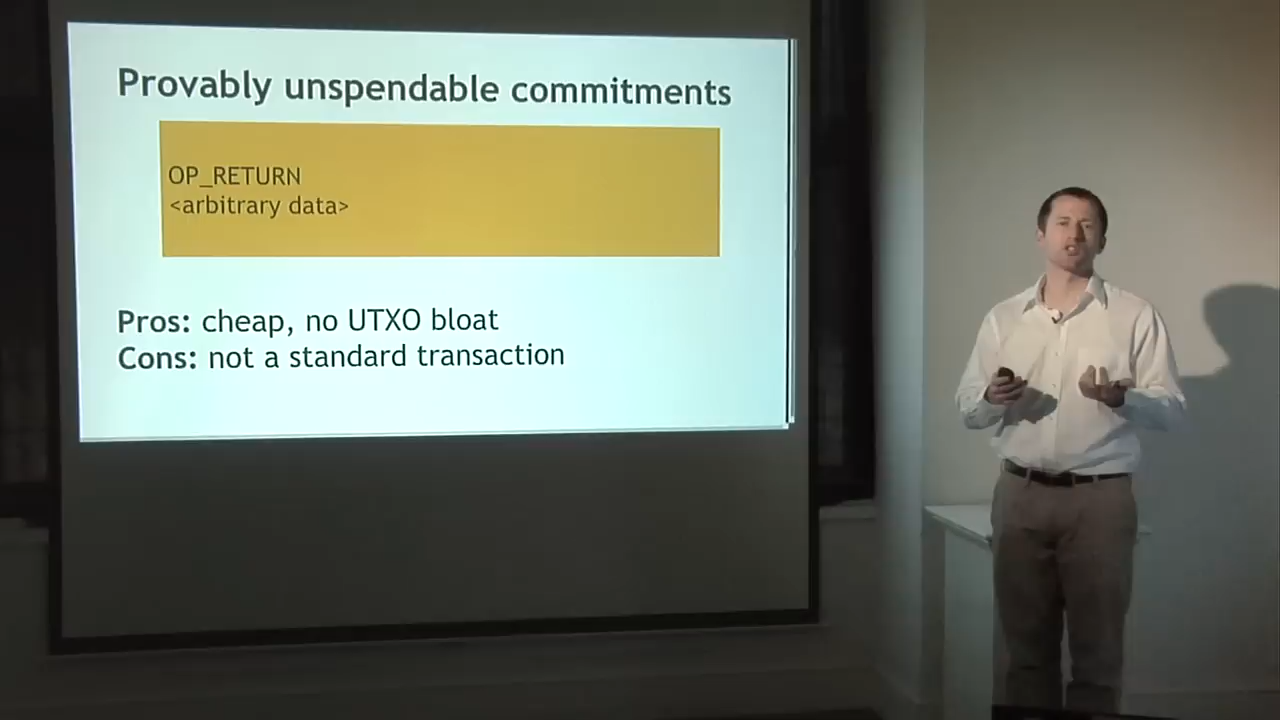 Provably unspendable commitments
OP_RETURN
<arbitrary data>
Pros: cheap, no UTXO bloat
Cons: not a standard transaction